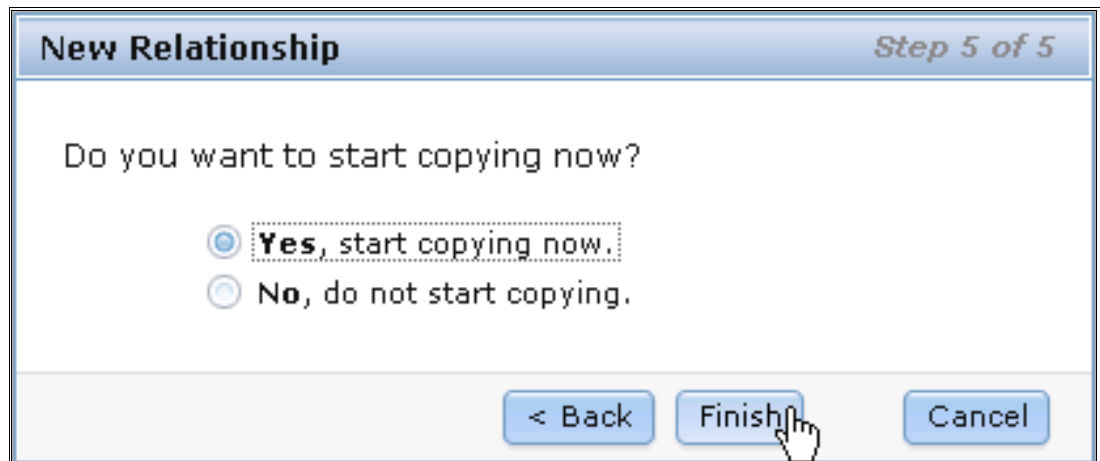 New Relationship Step 5 of 5
Do you want to start copying now?
Yes, start copying now.
No, do not start copying.
< Back Finish Cancel